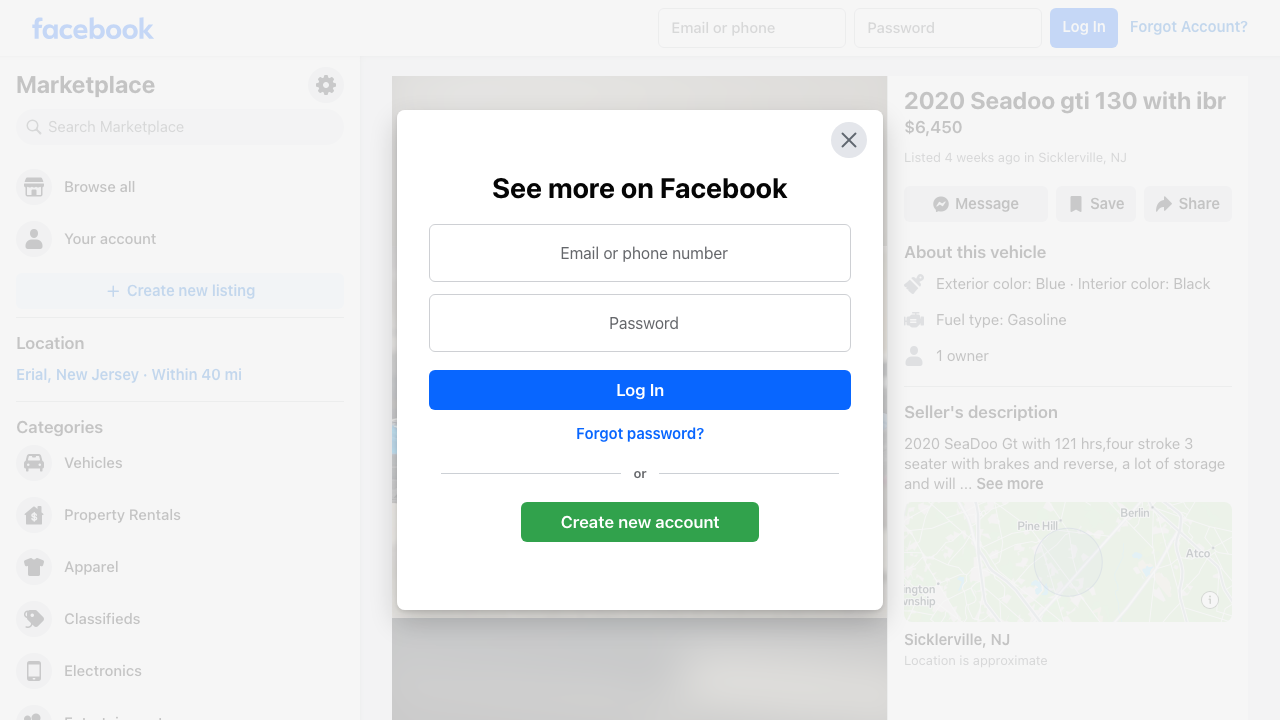 facebook
Email or phone
Password
Log In
Forgot Account?
Marketplace
Search Marketplace
Browse all
Your account
Create new listing
Location
Erial, New Jersey · Within 40 mi
Categories
Vehicles
Property Rentals
Apparel
Classifieds
Electronics
See more on Facebook
Email or phone number
Password
Log In
Forgot password?
or
Create new account
2020 Seadoo gti 130 with ibr
$6,450
Listed 4 weeks ago in Sicklerville, NJ
Message
Save
Share
About this vehicle
Exterior color: Blue · Interior color: Black
Fuel type: Gasoline
1 owner
Seller's description
2020 SeaDoo Gt with 121 hrs,four stroke 3
seater with brakes and reverse, a lot of storage
and will ... See more
Berlin
Pine Hill
Atco
ngton
wnship
Sicklerville, NJ
Location is approximate